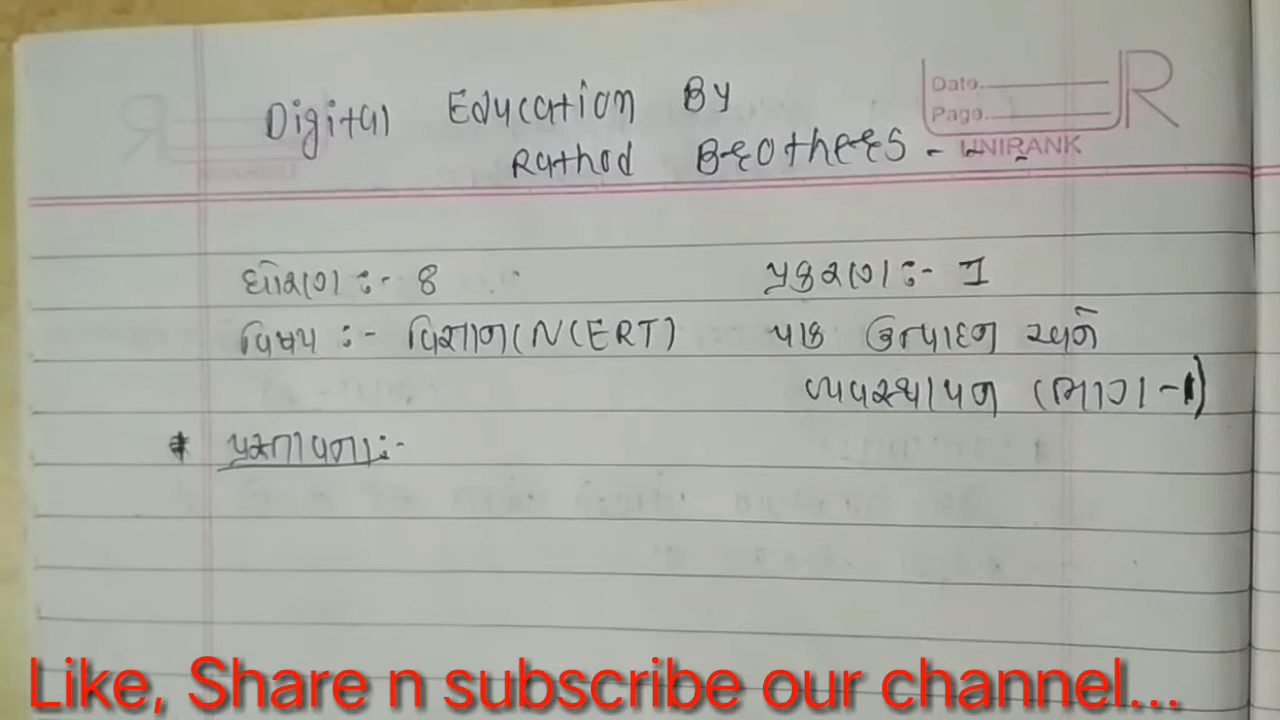 Digital Education By
Rathod Brothers - - -
Date.
Page.
R
UNIRANK
ધોરણ :- 8
પ્રકરણ :- 1
વિષય :- વિજ્ઞાન (NCERT)
પાક ઉત્પાદન અને
વ્યવસ્થાપન (ભાગ -1)
* પ્રસ્તાવના :-
Like, Share n subscribe our channel...